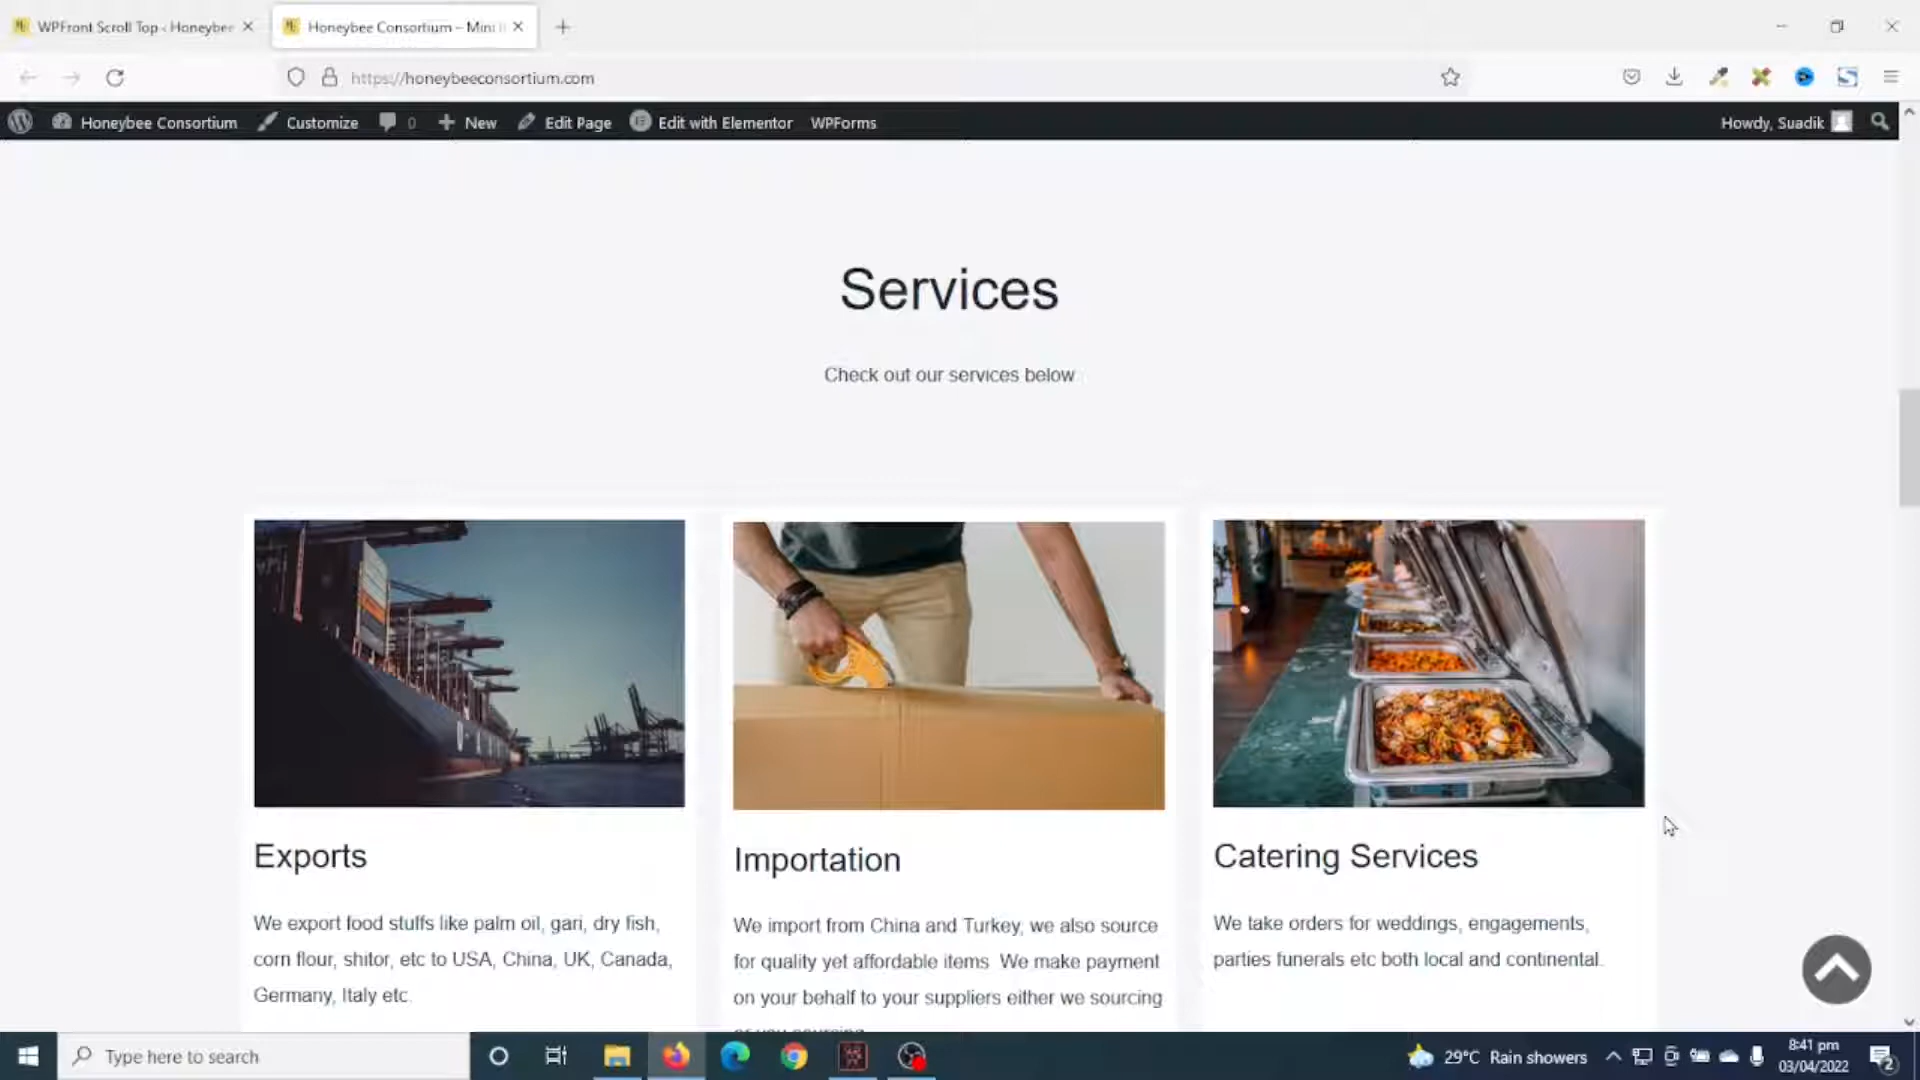 WPFront Scroll Top ‹ Honeybee
Honeybee Consortium – Mini I
https://honeybeeconsortium.com
Honeybee Consortium
Customize
0
New
Edit Page
Edit with Elementor
WPForms
Howdy, Suadik
Services
Check out our services below
Exports
We export food stuffs like palm oil, gari, dry fish,
corn flour, shitor, etc to USA, China, UK, Canada,
Germany, Italy etc.
Importation
We import from China and Turkey, we also source
for quality yet affordable items We make payment
on your behalf to your suppliers either we sourcing
or you sourcing
Catering Services
We take orders for weddings, engagements,
parties funerals etc both local and continental.
Type here to search
29°C Rain showers
8:41 pm
03/04/2022
2